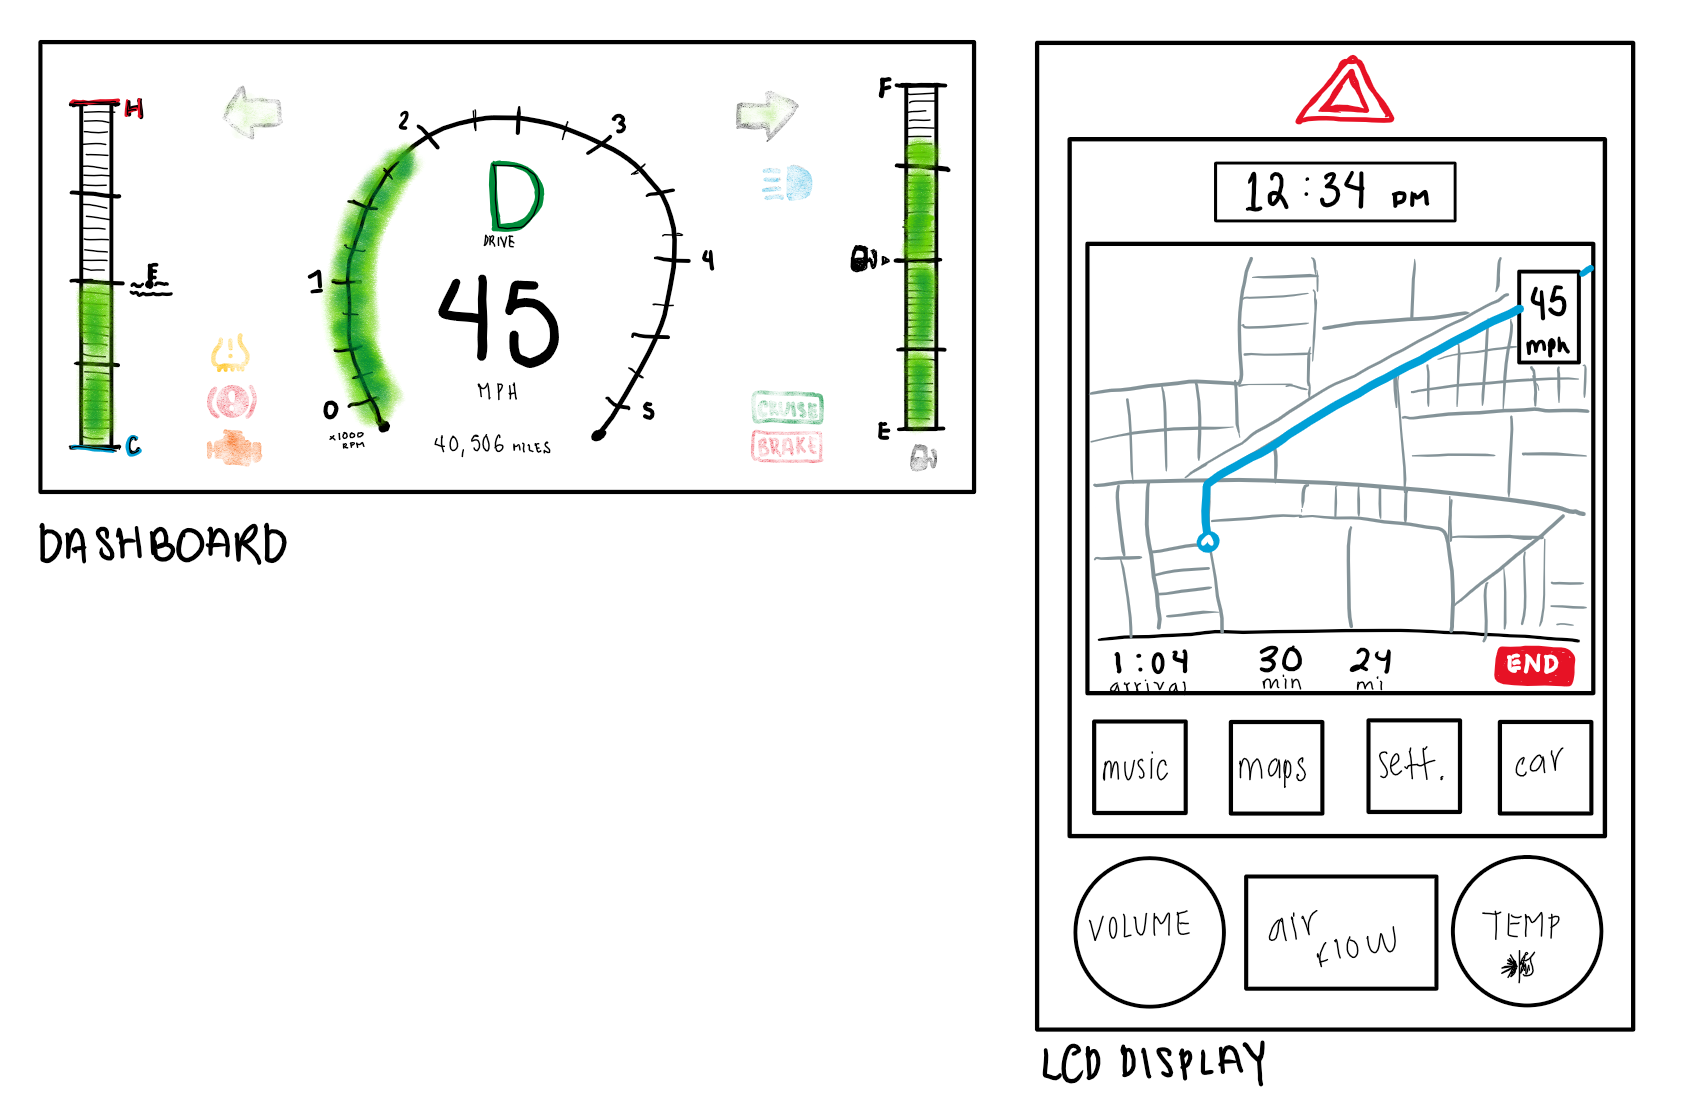 H
C
2
3
1
4
0
5
x1000
RPM
D
DRIVE
45
MPH
40,506 MILES
CRUISE
BRAKE
F
E
DASHBOARD
12:34 PM
45
mph
1:04
arrival
30
min
24
mi
END
music
maps
sett.
car
VOLUME
air
flow
TEMP
LCD DISPLAY